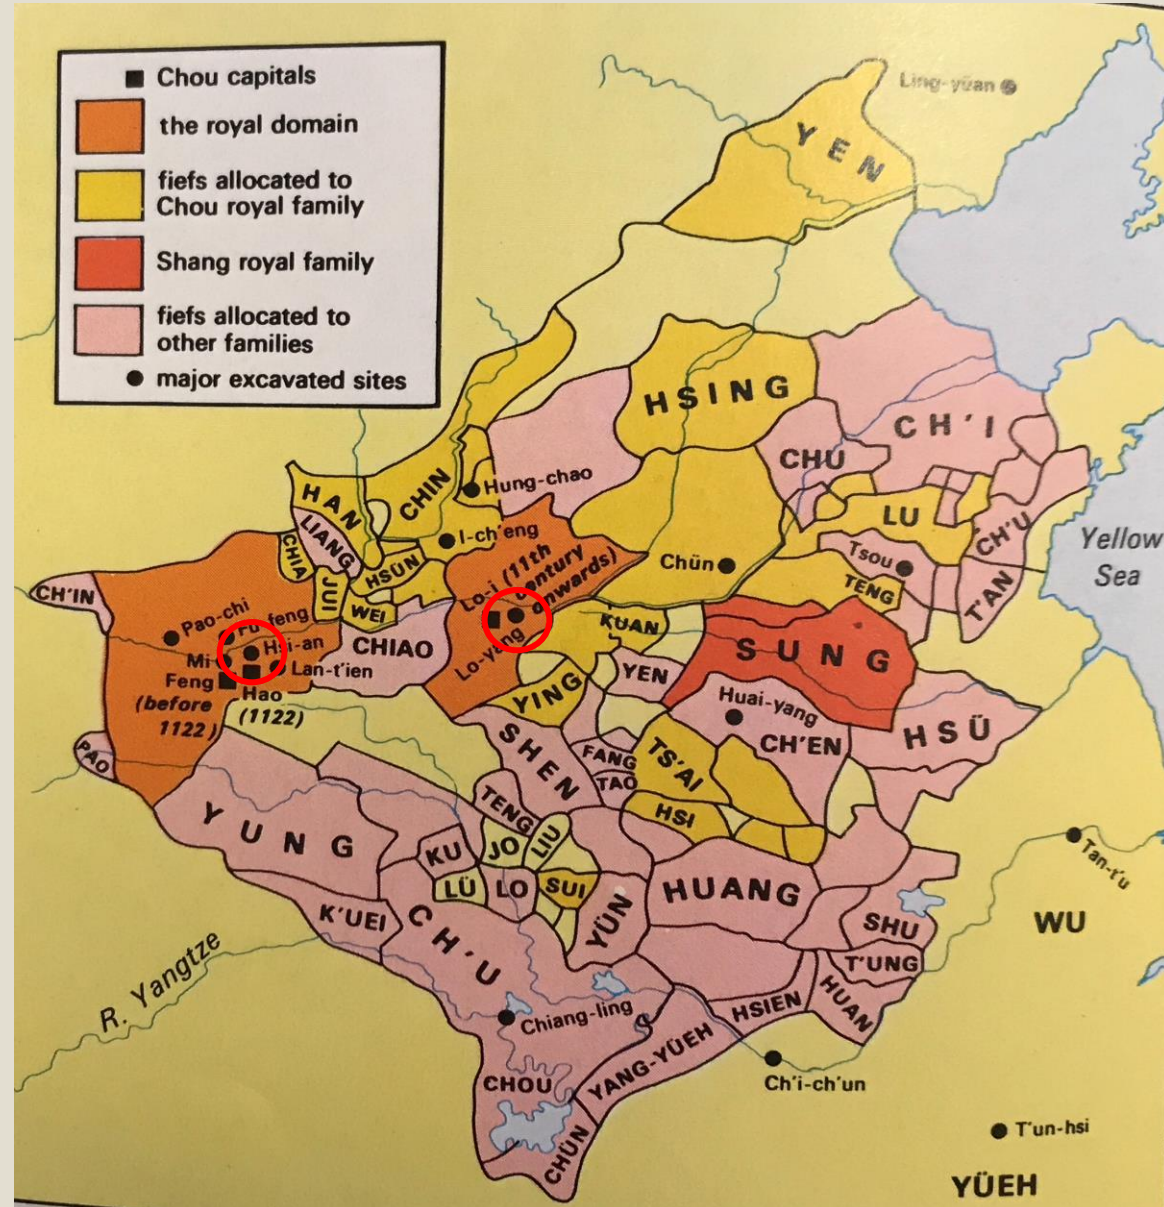 Chou capitals
the royal domain
fiefs allocated to
Chou royal family
Shang royal family
fiefs allocated to
other families
major excavated sites
Ling-yüan
YEN
HSING
CH'I
CHU
HAN
CHIN
Hung-chao
LIANG
LU
I-ch'eng
CH'U
Yellow
Sea
CHIA
HSÜN
Chün
Tsou
Lo-i (11th
century
onwards)
TENG
T'AN
CH'IN
JUI
WEI
Pao-chi
Fu-feng
KUAN
Hsi-an
CHIAO
SUNG
Mi
Lan-t'ien
Lo-yang
YEN
Feng
Hao
(before
1122)
(1122)
YING
Huai-yang
CH'EN
HSÜ
PAO
SHEN
FANG
TS'AI
TAO
TENG
HSI
YUNG
LIU
KU
JO
Tan-t'u
LÜ
LO
SUI
HUANG
K'UEI
CH'U
YÜN
SHU
WU
T'UNG
R. Yangtze
HUAN
HSIEN
Chiang-ling
YANG-YÜEH
CHOU
Ch'i-ch'un
CHÜN
T'un-hsi
YÜEH